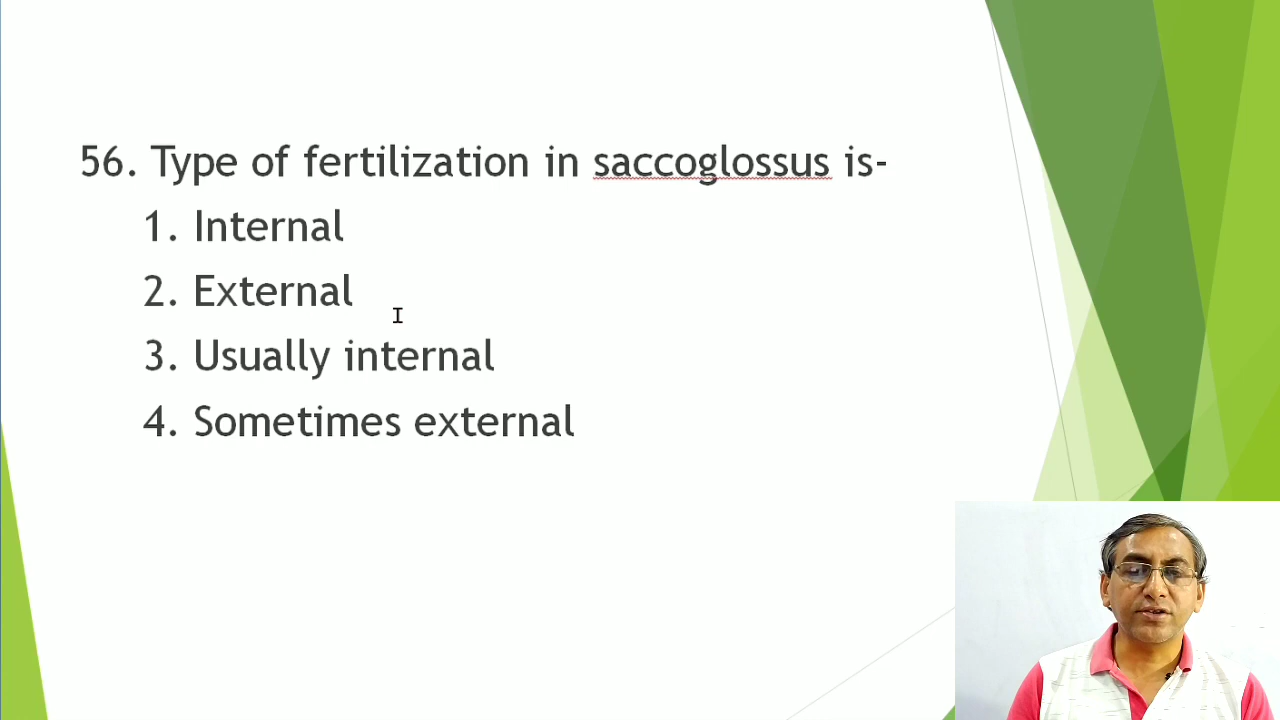 56. Type of fertilization in saccoglossus is-
1. Internal
2. External
3. Usually internal
4. Sometimes external